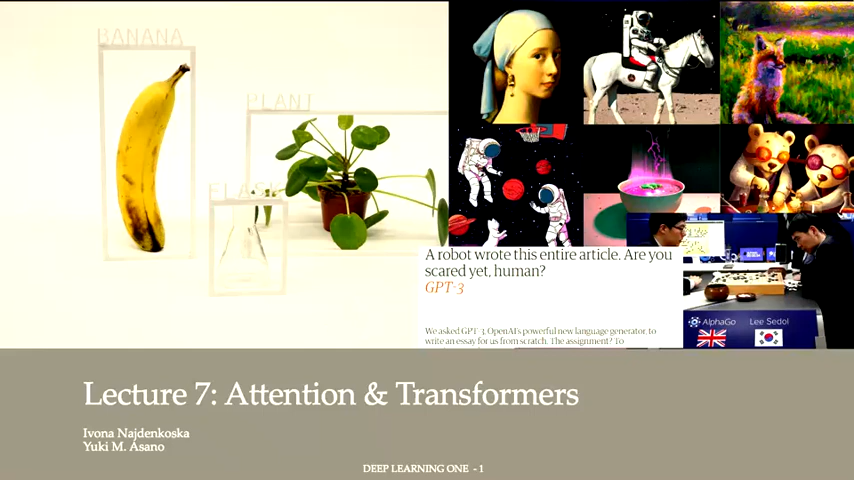 BANANA
PLANT
FLASK
A robot wrote this entire article. Are you
scared yet, human?
GPT-3
We asked GPT-3, OpenAI's powerful new language generator, to
write an essay for us from scratch. The assignment? To
AlphaGo
Lee Sedol
Lecture 7: Attention & Transformers
Ivona Najdenkoska
Yuki M. Asano
DEEP LEARNING ONE - 1